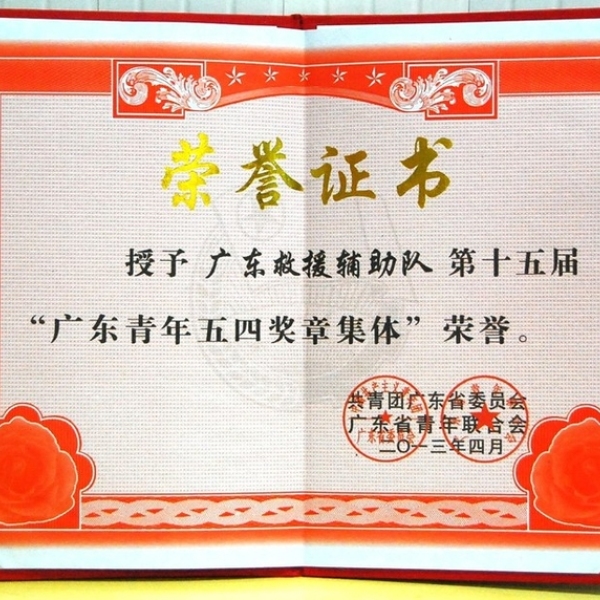 荣誉证书
授予 广东救援辅助队 第十五届
“广东青年五四奖章集体”荣誉。
共青团广东省委员会
广东省青年联合会
二〇一三年四月